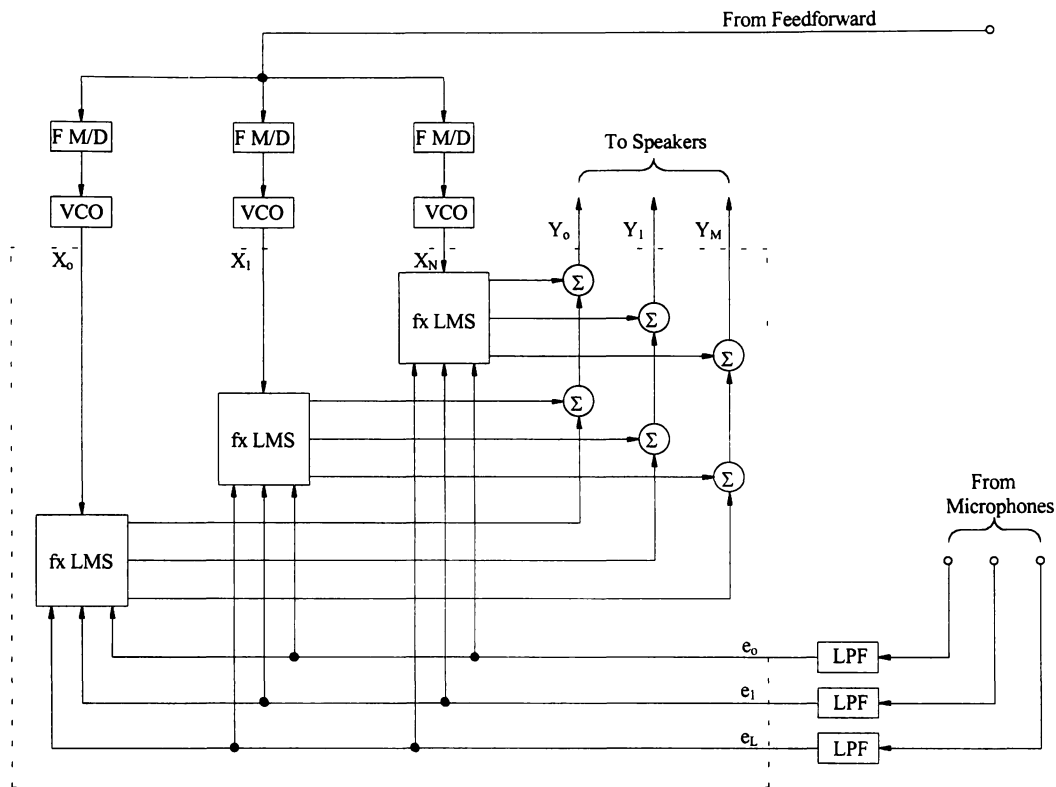 From Feedforward
F M/D F M/D F M/D
To Speakers
VCO VCO VCO
X₀ X₁ X_N Y₀ Y₁ Y_M
Σ
fx LMS Σ
Σ
fx LMS Σ
Σ
Σ
From
Microphones
fx LMS
e₀ LPF
e₁ LPF
e_L LPF